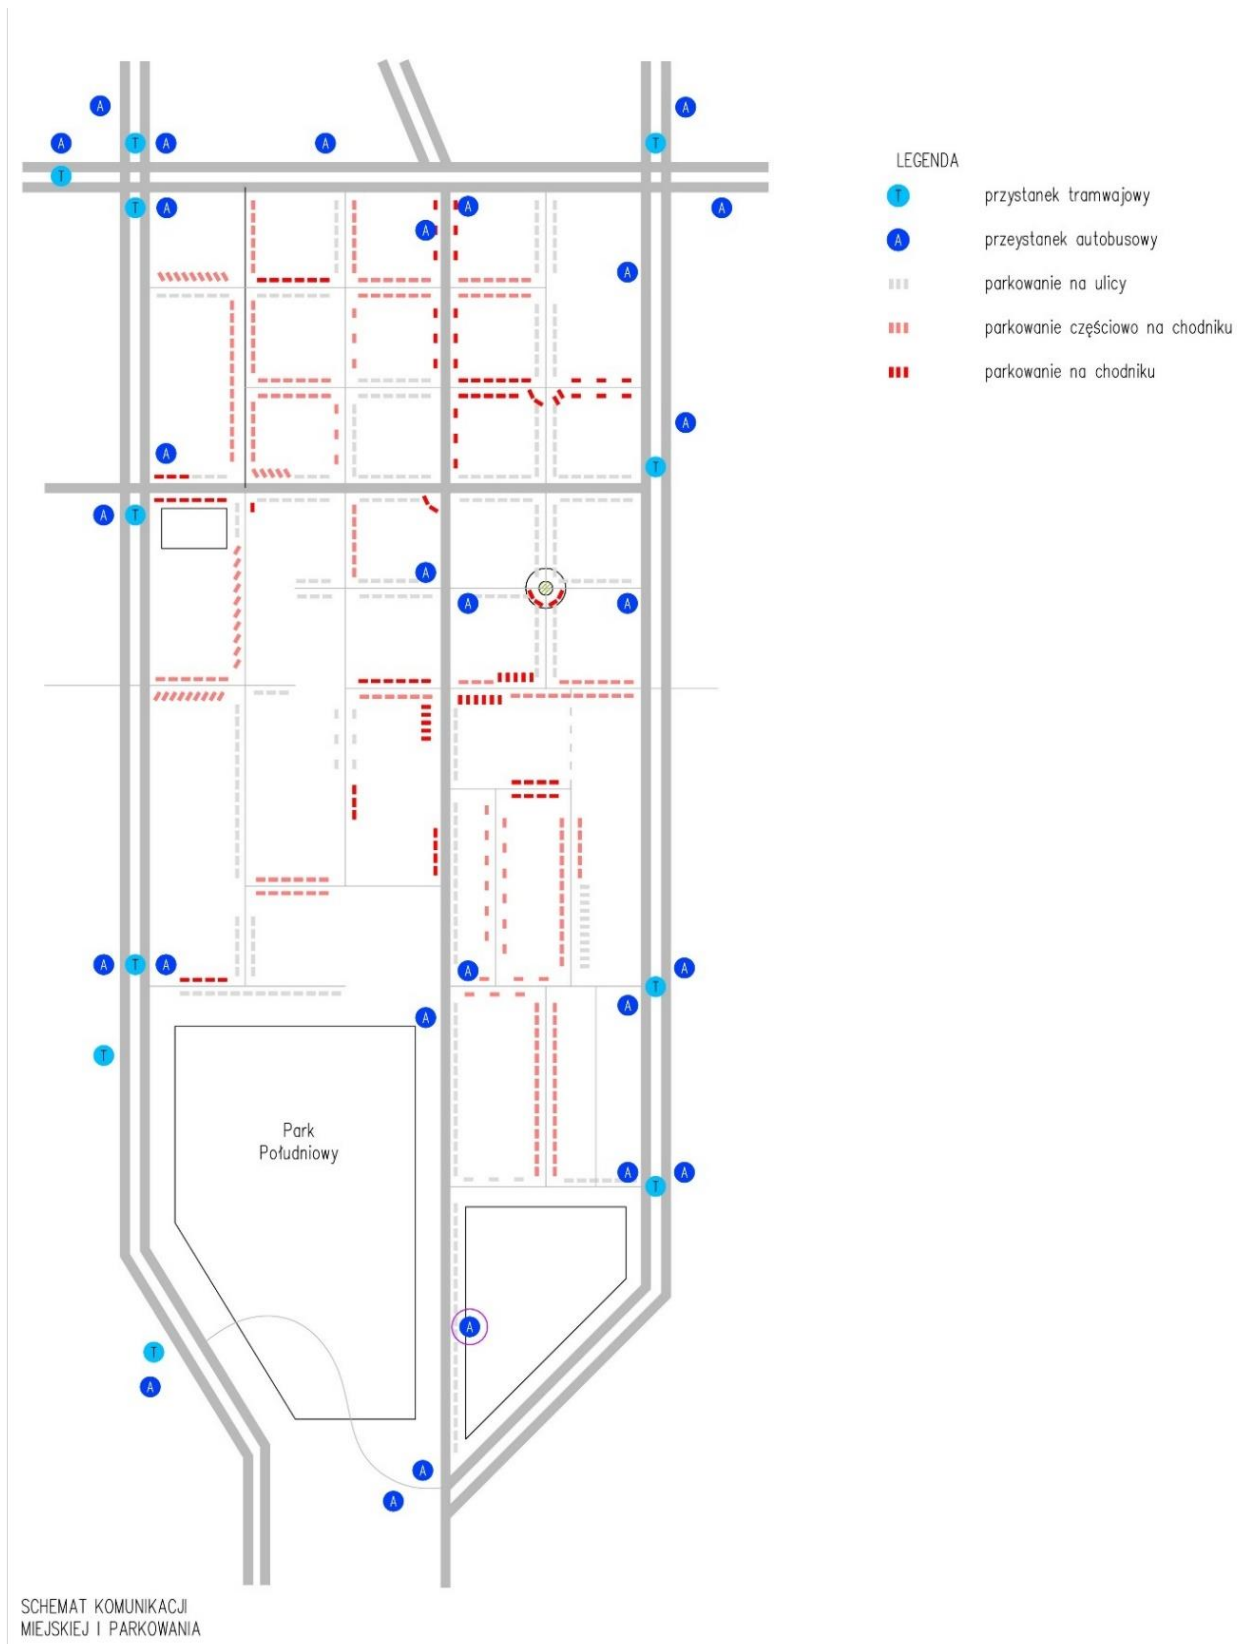 A
A
A
T
A
A
T
T
LEGENDA
T
T
A
A
A
A
przystanek tramwajowy
A
A
A
przeystanek autobusowy
parkowanie na ulicy
parkowanie częściowo na chodniku
parkowanie na chodniku
A
A
T
A
T
A
A
A
A
A
T
A
A
A
T
A
A
T
Park
Południowy
A
A
T
A
T
A
A
A
SCHEMAT KOMUNIKACJI
MIEJSKIEJ I PARKOWANIA